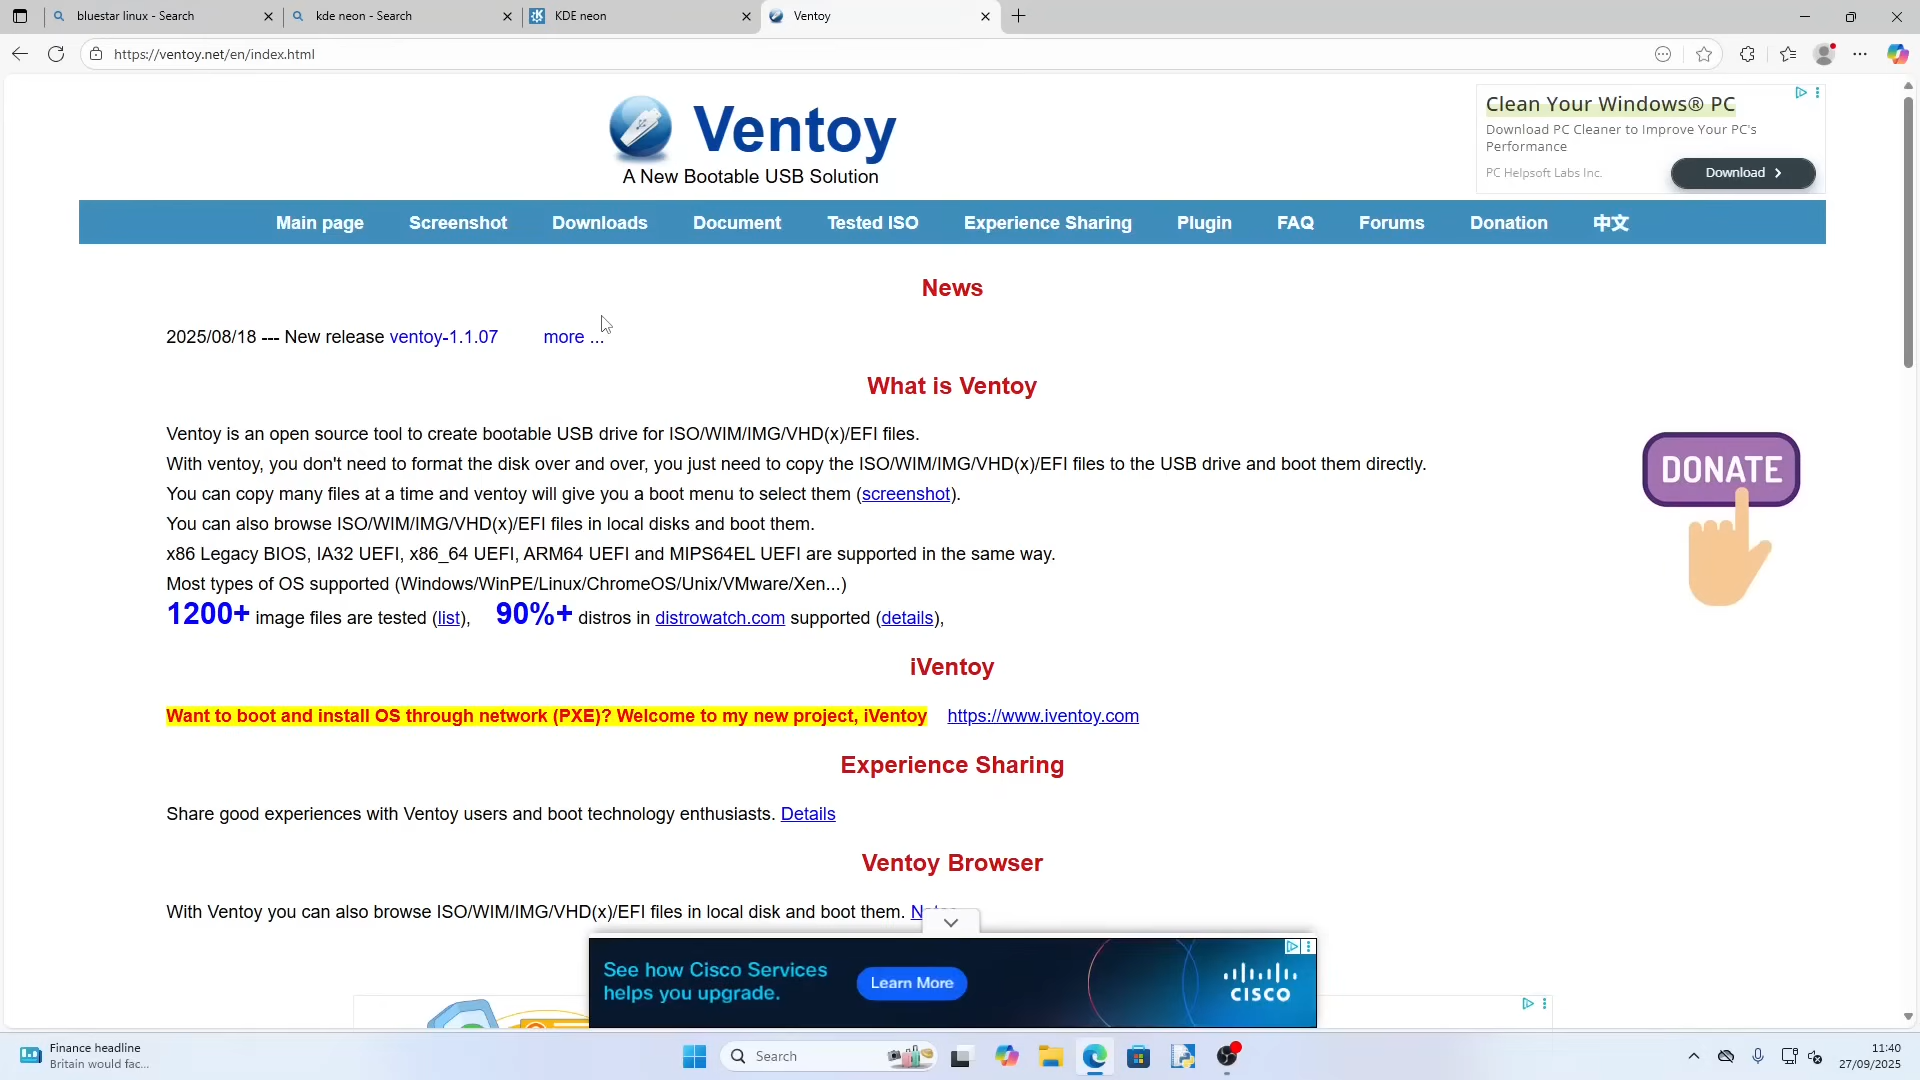 bluestar linux - Search
kde neon - Search
KDE neon
Ventoy
https://ventoy.net/en/index.html
Ventoy
A New Bootable USB Solution
Clean Your Windows® PC
Download PC Cleaner to Improve Your PC's
Performance
PC Helpsoft Labs Inc.
Download
Main page Screenshot Downloads Document Tested ISO Experience Sharing Plugin FAQ Forums Donation 中文
News
2025/08/18 --- New release ventoy-1.1.07 more ...
What is Ventoy
Ventoy is an open source tool to create bootable USB drive for ISO/WIM/IMG/VHD(x)/EFI files.
With ventoy, you don't need to format the disk over and over, you just need to copy the ISO/WIM/IMG/VHD(x)/EFI files to the USB drive and boot them directly.
You can copy many files at a time and ventoy will give you a boot menu to select them (screenshot).
You can also browse ISO/WIM/IMG/VHD(x)/EFI files in local disks and boot them.
x86 Legacy BIOS, IA32 UEFI, x86_64 UEFI, ARM64 UEFI and MIPS64EL UEFI are supported in the same way.
Most types of OS supported (Windows/WinPE/Linux/ChromeOS/Unix/VMware/Xen...)
1200+ image files are tested (list), 90%+ distros in distrowatch.com supported (details),
DONATE
iVentoy
Want to boot and install OS through network (PXE)? Welcome to my new project, iVentoy https://www.iventoy.com
Experience Sharing
Share good experiences with Ventoy users and boot technology enthusiasts. Details
Ventoy Browser
With Ventoy you can also browse ISO/WIM/IMG/VHD(x)/EFI files in local disk and boot them.
See how Cisco Services
helps you upgrade.
Learn More
CISCO
Finance headline
Britain would fac...
Search
11:40
27/09/2025